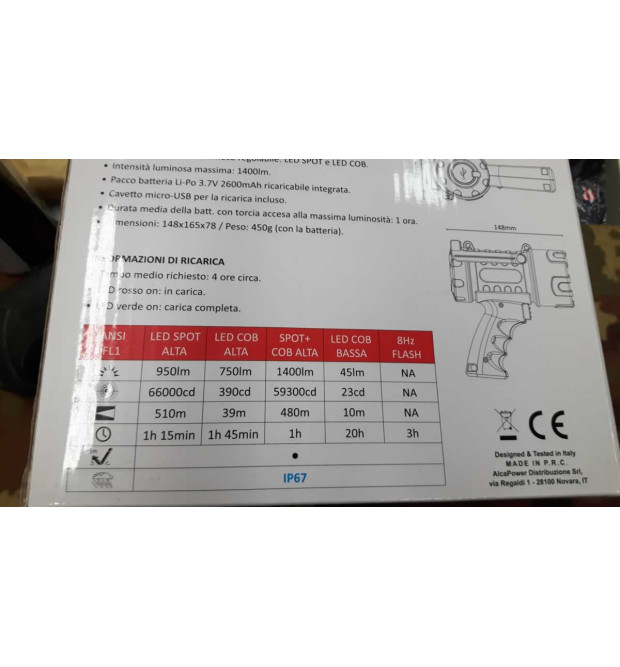 regolabile: LED SPOT e LED COB.
• Intensità luminosa massima: 1400lm.
• Pacco batteria Li-Po 3.7V 2600mAh ricaricabile integrata.
• Cavetto micro-USB per la ricarica incluso.
• Durata media della batt. con torcia accesa alla massima luminosità: 1 ora.
• Dimensioni: 148x165x78 / Peso: 450g (con la batteria).
148mm
INFORMAZIONI DI RICARICA
• Tempo medio richiesto: 4 ore circa.
• LED rosso on: in carica.
• LED verde on: carica completa.
ANSI FL1 LED SPOT ALTA LED COB ALTA SPOT+ COB ALTA LED COB BASSA 8Hz FLASH
950lm 750lm 1400lm 45lm NA
66000cd 390cd 59300cd 23cd NA
510m 39m 480m 10m NA
1h 15min 1h 45min 1h 20h 3h
•
IP67
CE
Designed & Tested in Italy
MADE IN P.R.C.
AlcaPower Distribuzione Srl,
via Regaldi 1 - 28100 Novara, IT